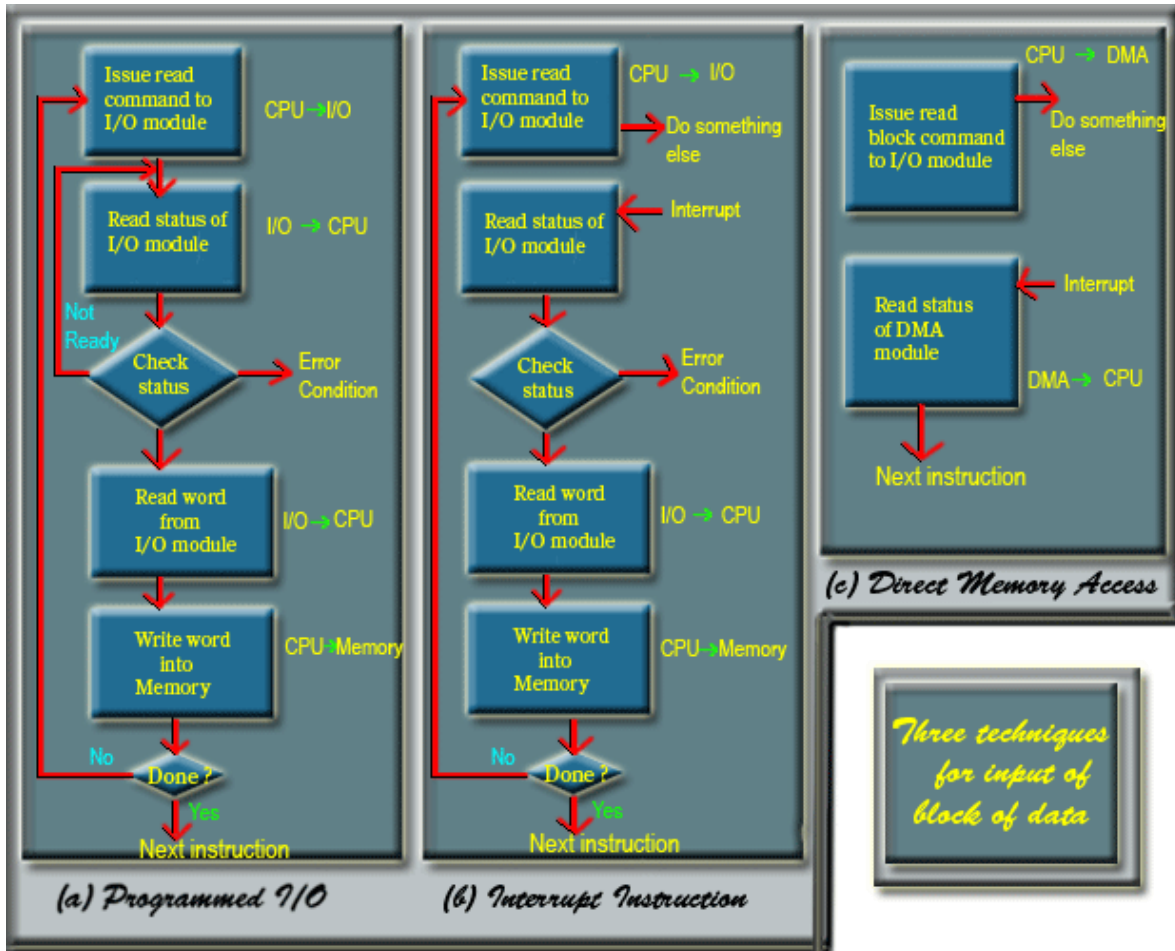 Issue read
command to
I/O module
CPU → I/O
Read status of
I/O module
I/O → CPU
Not
Ready
Check
status
Error
Condition
Read word
from
I/O module
I/O → CPU
Write word
into
Memory
CPU → Memory
No
Done ?
Yes
Next instruction
(a) Programmed I/O
Issue read
command to
I/O module
CPU → I/O
Do something
else
Read status of
I/O module
Interrupt
Check
status
Error
Condition
Read word
from
I/O module
I/O → CPU
Write word
into
Memory
CPU → Memory
No
Done ?
Yes
Next instruction
(b) Interrupt Instruction
CPU → DMA
Issue read
block command
to I/O module
Do something
else
Read status
of DMA
module
Interrupt
DMA → CPU
Next instruction
(c) Direct Memory Access
Three techniques
for input of
block of data